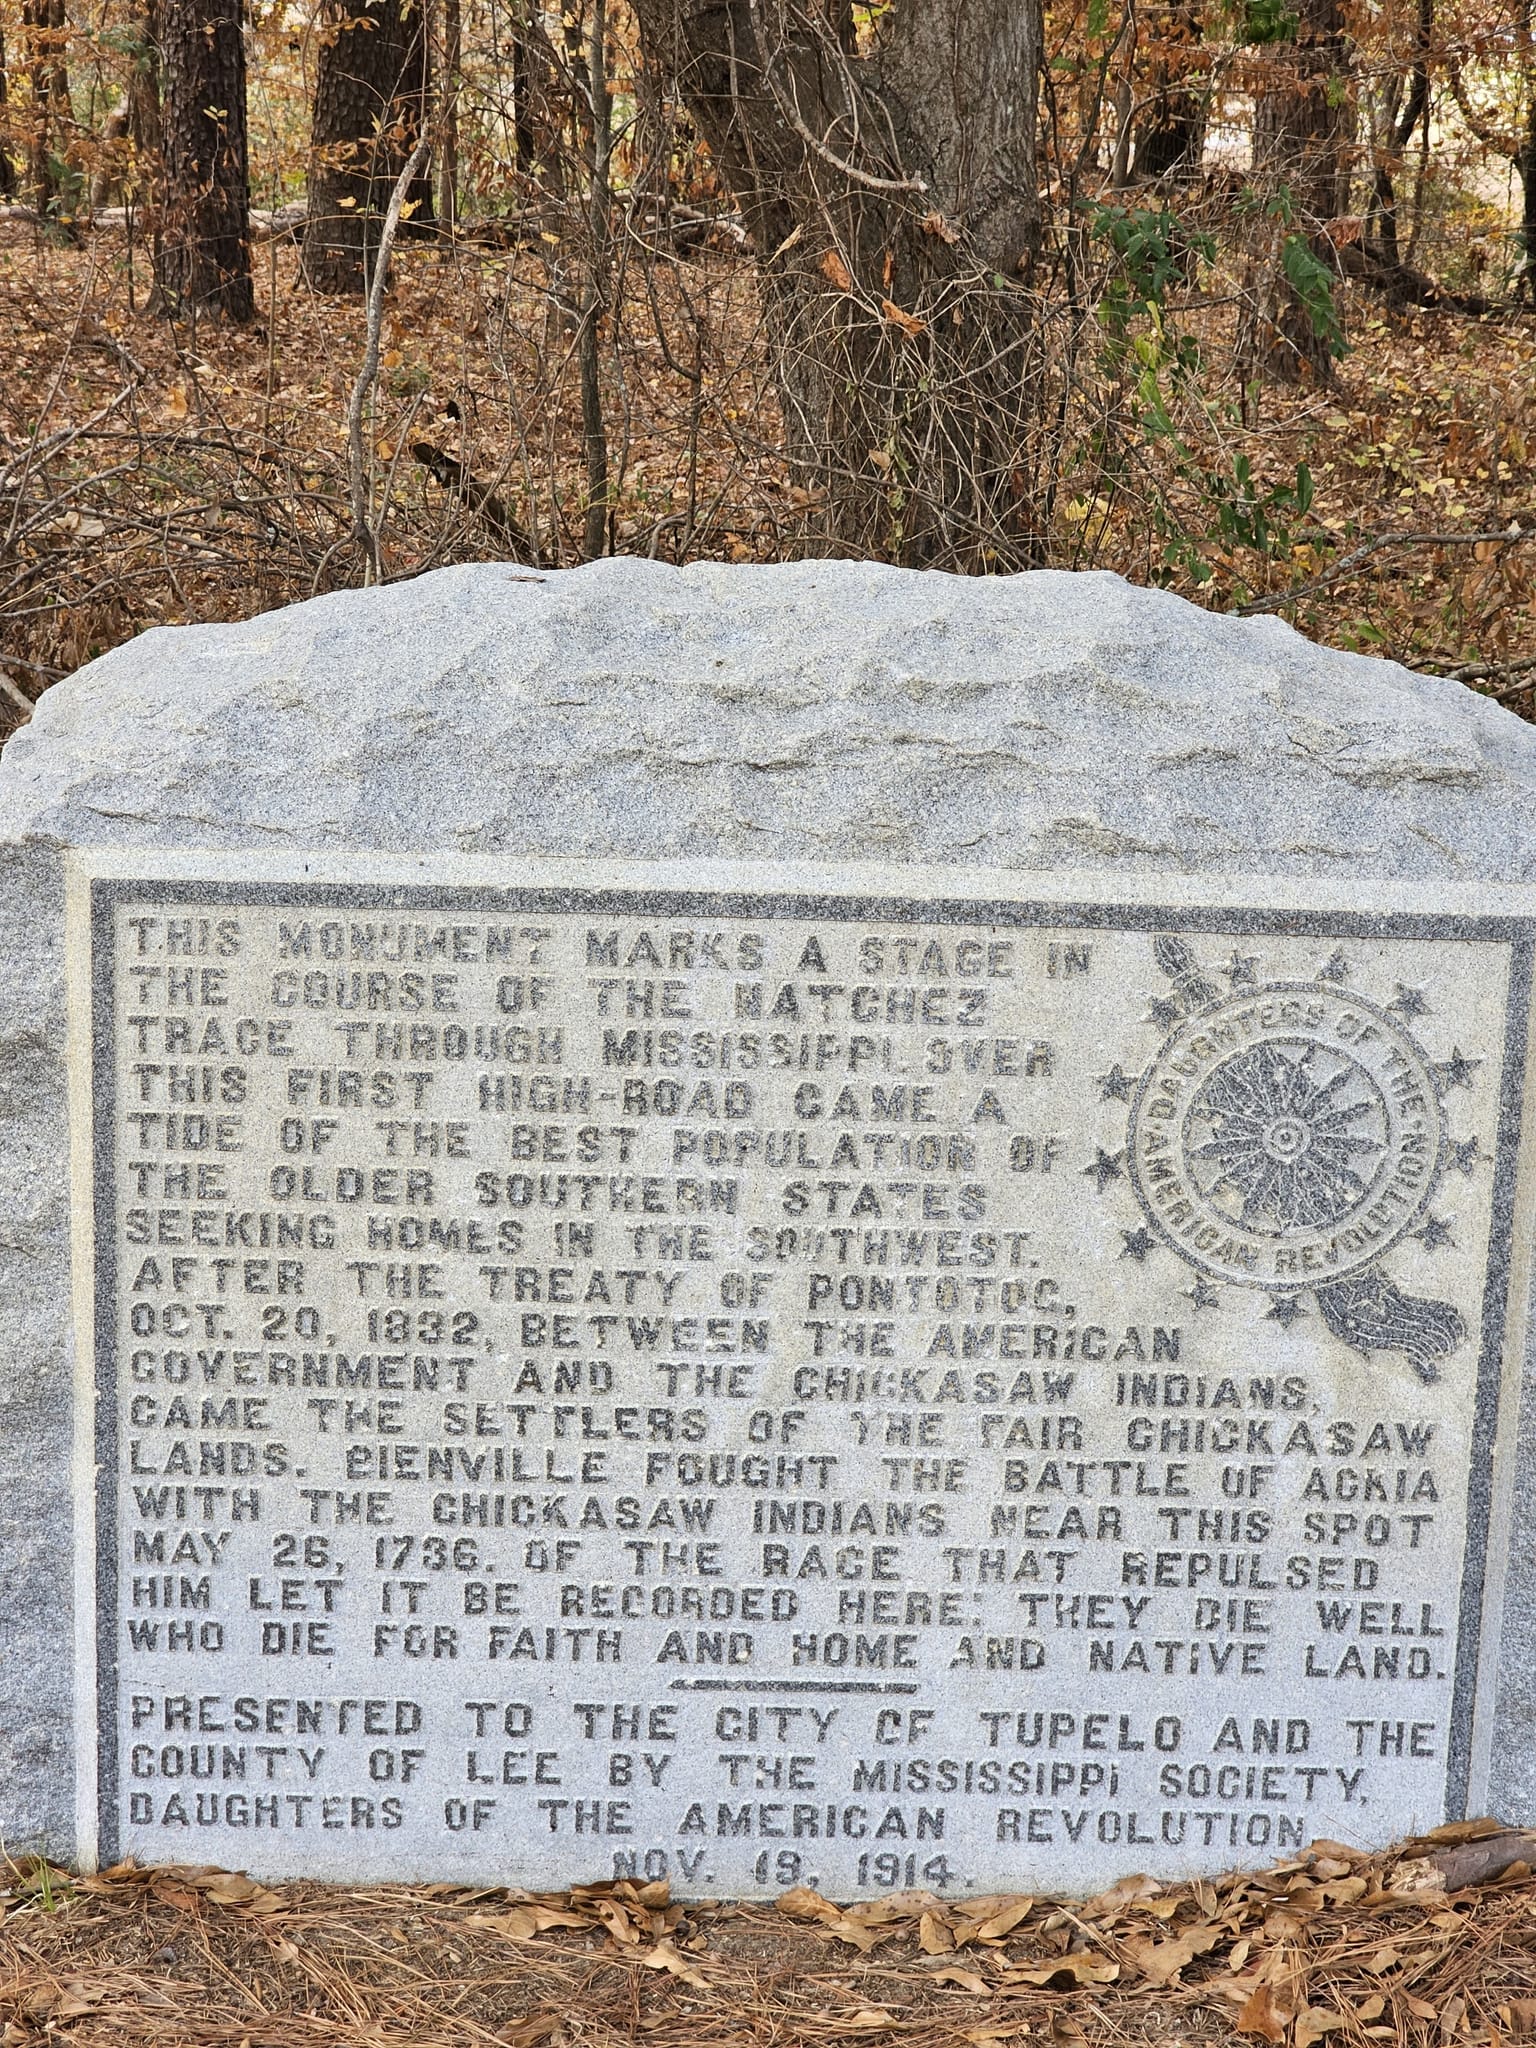 THIS MONUMENT MARKS A STAGE IN
THE COURSE OF THE NATCHEZ
TRACE THROUGH MISSISSIPPI. OVER
THIS FIRST HIGH-ROAD CAME A
TIDE OF THE BEST POPULATION OF
THE OLDER SOUTHERN STATES
SEEKING HOMES IN THE SOUTHWEST.
AFTER THE TREATY OF PONTOTOC,
OCT. 20, 1832, BETWEEN THE AMERICAN
GOVERNMENT AND THE CHICKASAW INDIANS,
CAME THE SETTLERS OF THE FAIR CHICKASAW
LANDS. BIENVILLE FOUGHT THE BATTLE OF ACKIA
WITH THE CHICKASAW INDIANS NEAR THIS SPOT
MAY 26, 1736. OF THE RACE THAT REPULSED
HIM LET IT BE RECORDED HERE: THEY DIE WELL
WHO DIE FOR FAITH AND HOME AND NATIVE LAND.
PRESENTED TO THE CITY OF TUPELO AND THE
COUNTY OF LEE BY THE MISSISSIPPI SOCIETY,
DAUGHTERS OF THE AMERICAN REVOLUTION,
NOV. 19, 1914.
DAUGHTERS OF THE AMERICAN REVOLUTION